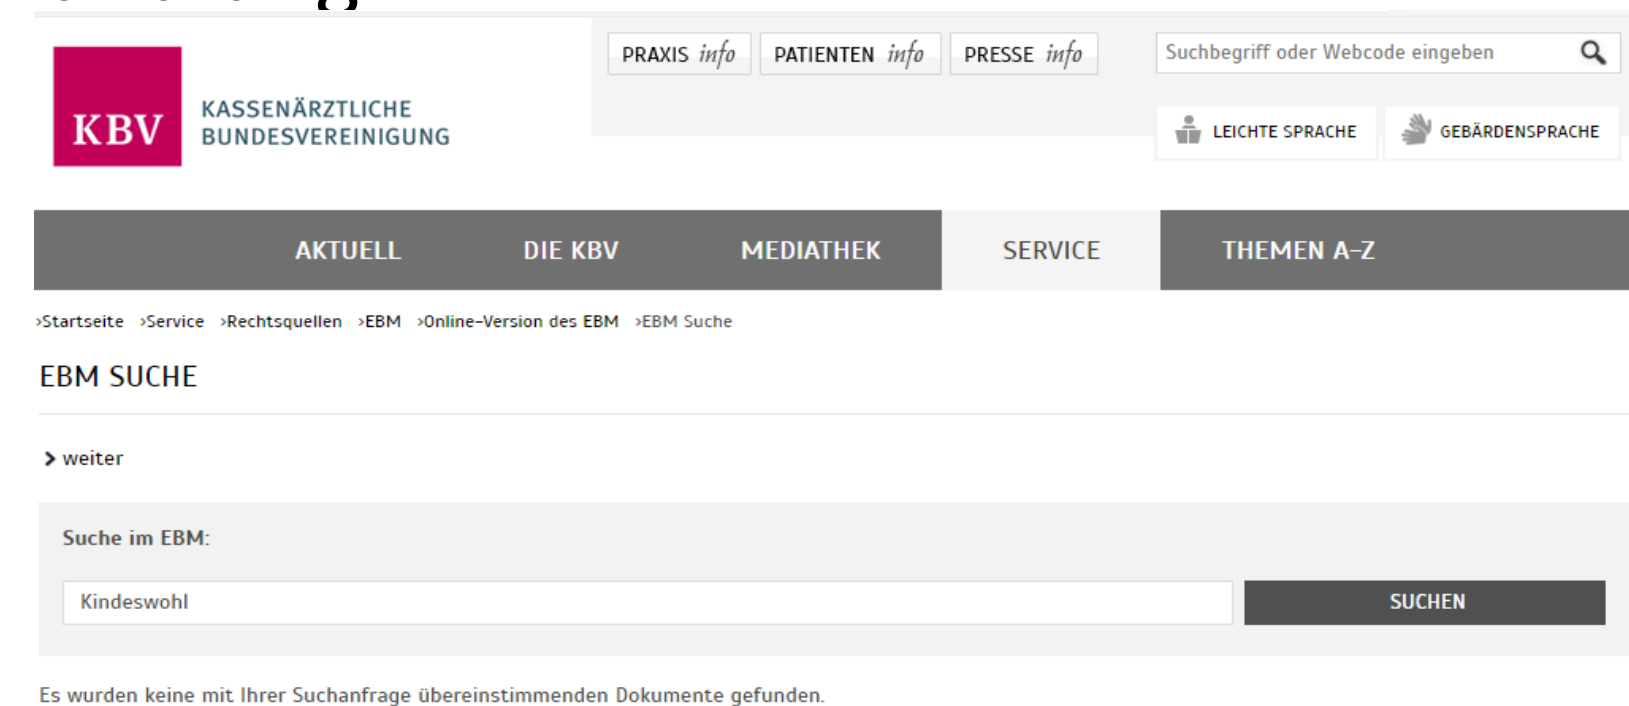 PRAXIS info PATIENTEN info PRESSE info
Suchbegriff oder Webcode eingeben
KBV
KASSENÄRZTLICHE
BUNDESVEREINIGUNG
LEICHTE SPRACHE GEBÄRDENSPRACHE
AKTUELL DIE KBV MEDIATHEK SERVICE THEMEN A–Z
›Startseite ›Service ›Rechtsquellen ›EBM ›Online-Version des EBM ›EBM Suche
EBM SUCHE
weiter
Suche im EBM:
Kindeswohl SUCHEN
Es wurden keine mit Ihrer Suchanfrage übereinstimmenden Dokumente gefunden.